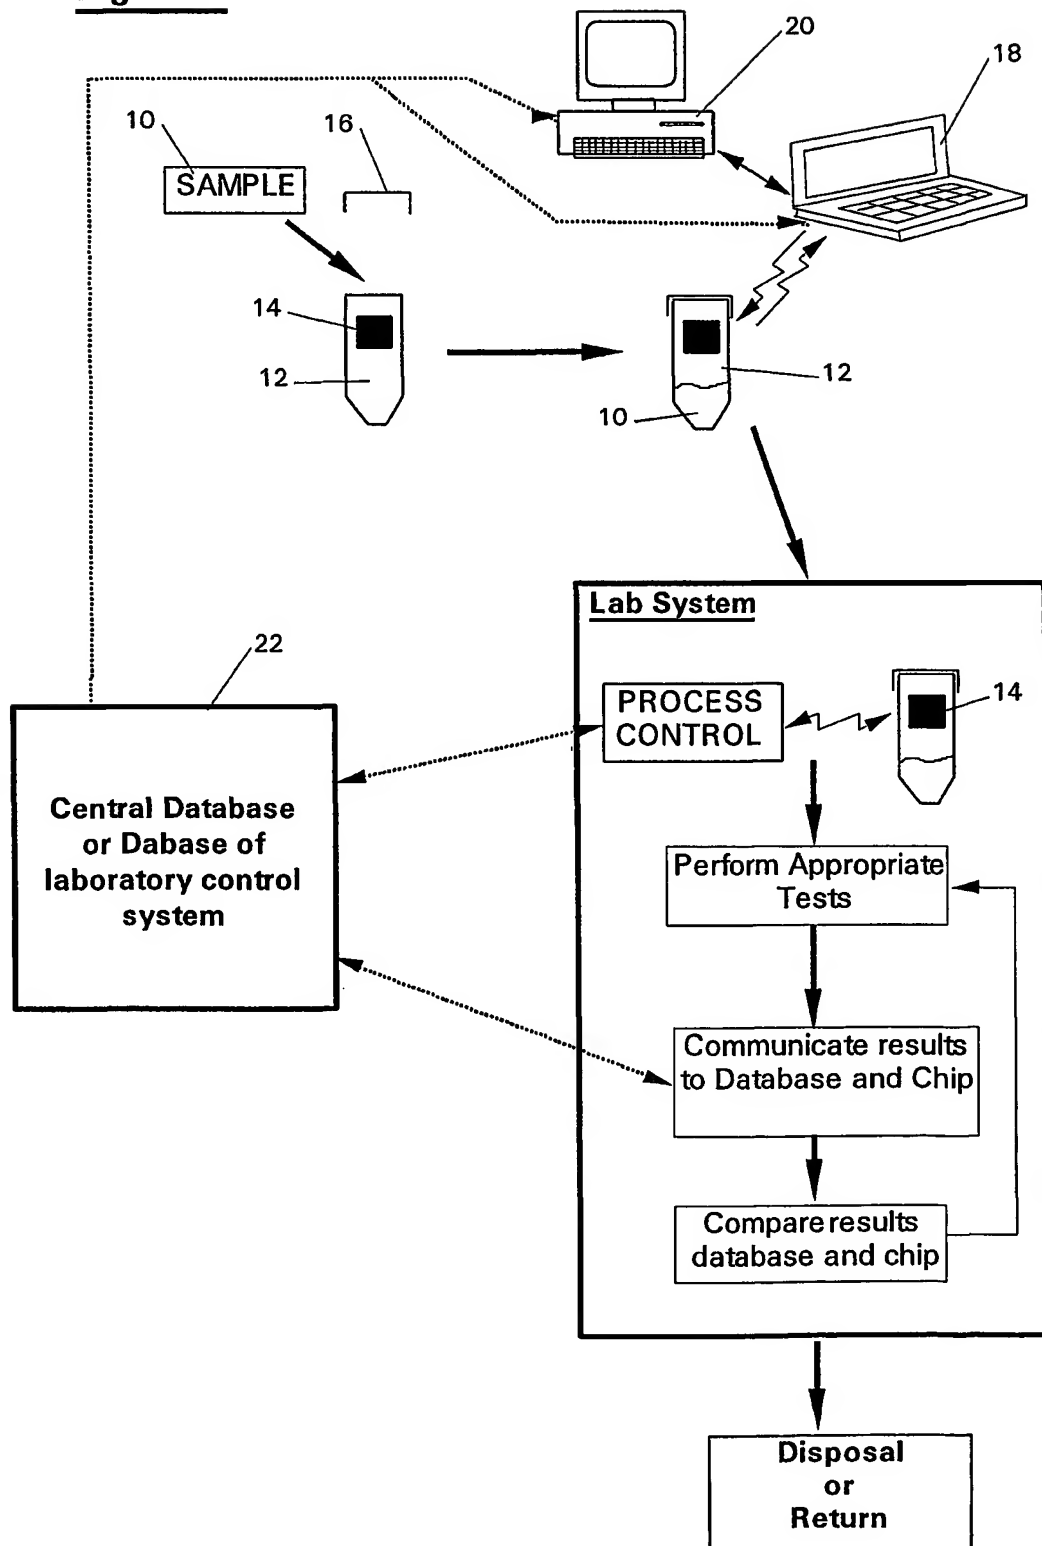 20
18
10
16
SAMPLE
14
12
12
10
Lab System
22
PROCESS
CONTROL
14
Central Database
or Dabase of
laboratory control
system
Perform Appropriate
Tests
Communicate results
to Database and Chip
Compare results
database and chip
Disposal
or
Return